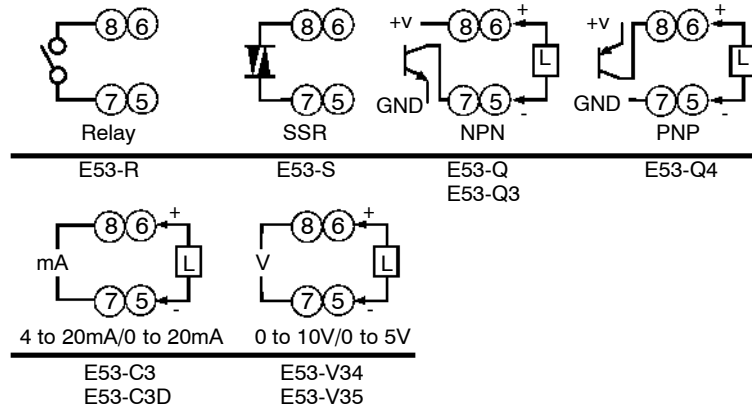 8 6
7 5
Relay
E53-R
8 6
7 5
SSR
E53-S
+v 8 6 +
L
GND 7 5 -
NPN
E53-Q
E53-Q3
+v 8 6 +
L
GND 7 5 -
PNP
E53-Q4
8 6 +
mA L
7 5 -
4 to 20mA/0 to 20mA
E53-C3
E53-C3D
8 6 +
V L
7 5 -
0 to 10V/0 to 5V
E53-V34
E53-V35